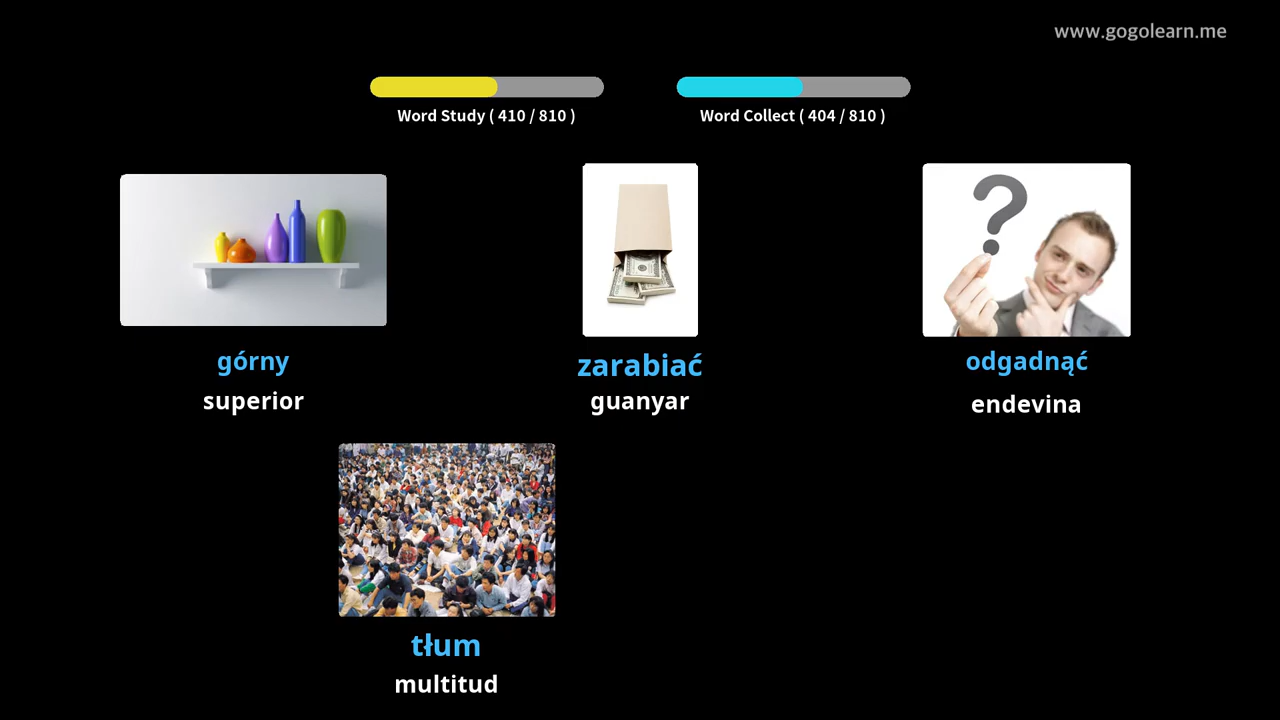 www.gogolearn.me
Word Study ( 410 / 810 )
Word Collect ( 404 / 810 )
górny
superior
zarabiać
guanyar
odgadnąć
endevina
tłum
multitud